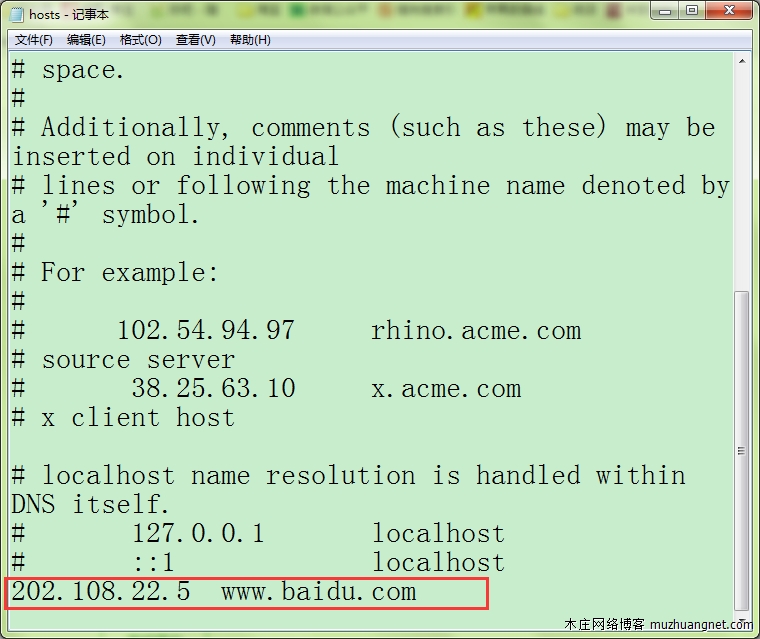 hosts - 记事本
文件(F) 编辑(E) 格式(O) 查看(V) 帮助(H)
# space.
#
# Additionally, comments (such as these) may be
inserted on individual
# lines or following the machine name denoted by
a '#' symbol.
#
# For example:
#
# 102.54.94.97 rhino.acme.com
# source server
# 38.25.63.10 x.acme.com
# x client host
# localhost name resolution is handled within
DNS itself.
# 127.0.0.1 localhost
# ::1 localhost
202.108.22.5 www.baidu.com
木庄网络博客 muzhuangnet.com